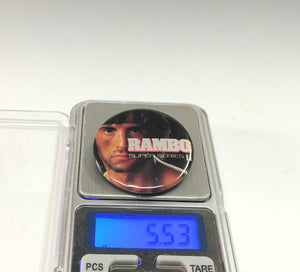 RAMBO
SUPER SERIES
5.53
PCS
TARE